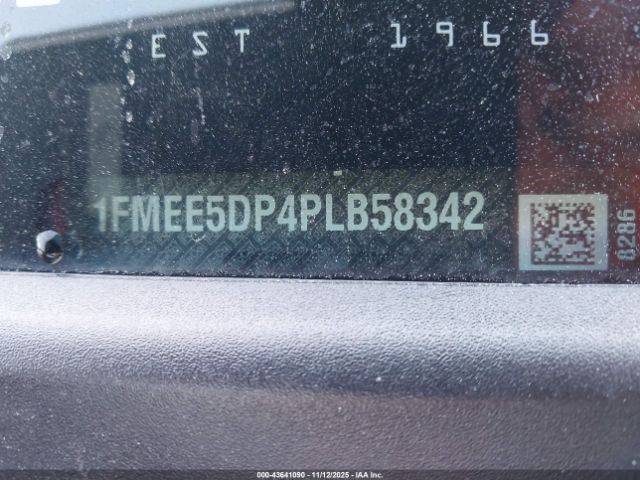 EST 1966
1FMEE5DP4PLB58342
8286
000-43641090 - 11/12/2025 - IAA Inc.